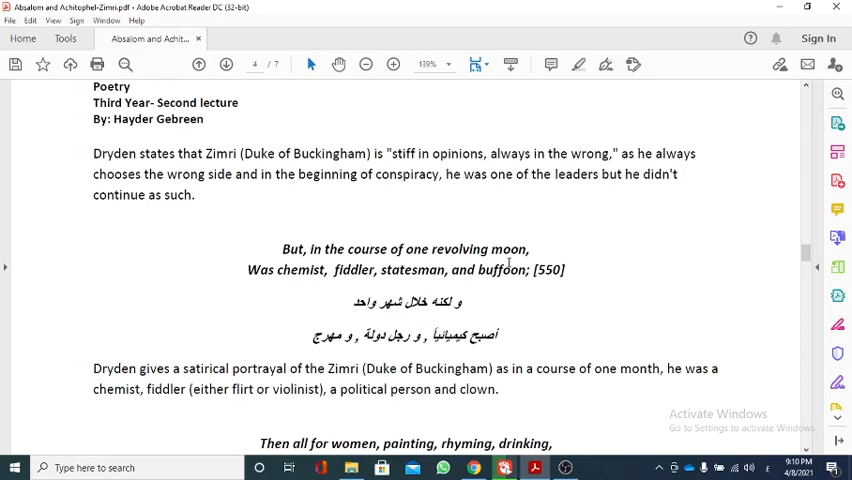 Absalom and Achitophel-Zimri.pdf - Adobe Acrobat Reader DC (32-bit)
File Edit View Sign Window Help
Home Tools Absalom and Achit... × Sign In
4 / 7 139%
Poetry
Third Year- Second lecture
By: Hayder Gebreen
Dryden states that Zimri (Duke of Buckingham) is "stiff in opinions, always in the wrong," as he always
chooses the wrong side and in the beginning of conspiracy, he was one of the leaders but he didn't
continue as such.
But, in the course of one revolving moon,
Was chemist, fiddler, statesman, and buffoon; [550]
و لكنه خلال شهر واحد
أصبح كيميائياً , و رجل دولة , و مهرج
Dryden gives a satirical portrayal of the Zimri (Duke of Buckingham) as in a course of one month, he was a
chemist, fiddler (either flirt or violinist), a political person and clown.
Then all for women, painting, rhyming, drinking,
Activate Windows
Go to Settings to activate Windows.
Type here to search
ع 9:10 PM
4/8/2021